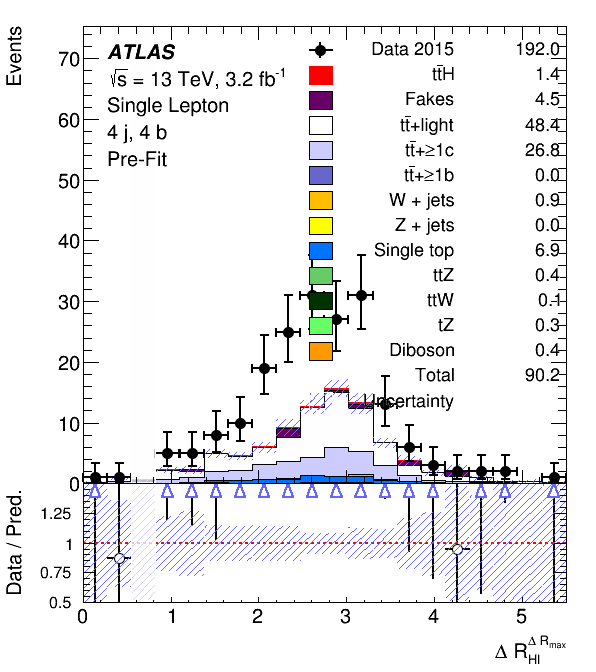 Events
70
60
50
40
30
20
10
0
ATLAS
√s = 13 TeV, 3.2 fb⁻¹
Single Lepton
4 j, 4 b
Pre-Fit
Data 2015 192.0
tt̄H 1.4
Fakes 4.5
tt̄+light 48.4
tt̄+≥1c 26.8
tt̄+≥1b 0.0
W + jets 0.9
Z + jets 0.0
Single top 6.9
ttZ 0.4
ttW 0.1
tZ 0.3
Diboson 0.4
Total 90.2
Uncertainty
Data / Pred.
1.25
1
0.75
0.5
0 1 2 3 4 5
Δ R_HI^Δ R_max